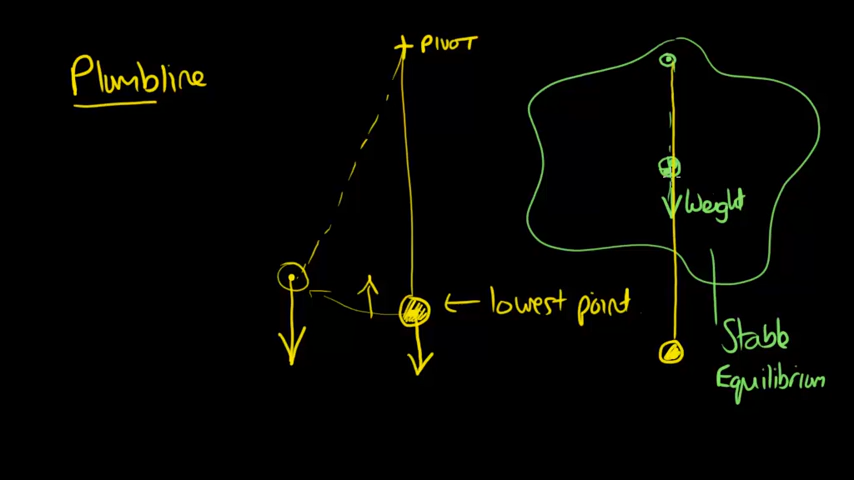 Plumbline
PIVOT
Weight
← lowest point
Stable
Equilibrium